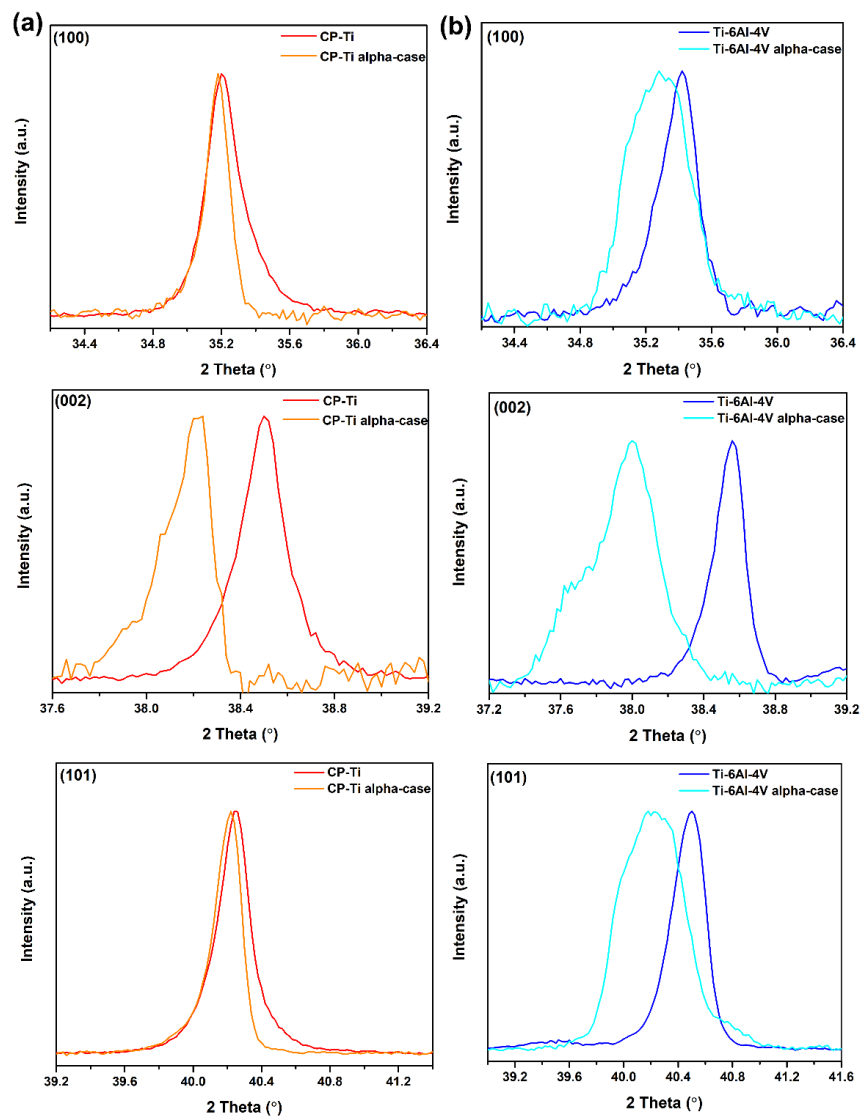 (a)
(100)
CP-Ti
CP-Ti alpha-case
Intensity (a.u.)
34.4 34.8 35.2 35.6 36.0 36.4
2 Theta (°)
(002)
CP-Ti
CP-Ti alpha-case
Intensity (a.u.)
37.6 38.0 38.4 38.8 39.2
2 Theta (°)
(101)
CP-Ti
CP-Ti alpha-case
Intensity (a.u.)
39.2 39.6 40.0 40.4 40.8 41.2
2 Theta (°)
(b)
(100)
Ti-6Al-4V
Ti-6Al-4V alpha-case
Intensity (a.u.)
34.4 34.8 35.2 35.6 36.0 36.4
2 Theta (°)
(002)
Ti-6Al-4V
Ti-6Al-4V alpha-case
Intensity (a.u.)
37.2 37.6 38.0 38.4 38.8 39.2
2 Theta (°)
(101)
Ti-6Al-4V
Ti-6Al-4V alpha-case
Intensity (a.u.)
39.2 39.6 40.0 40.4 40.8 41.2 41.6
2 Theta (°)